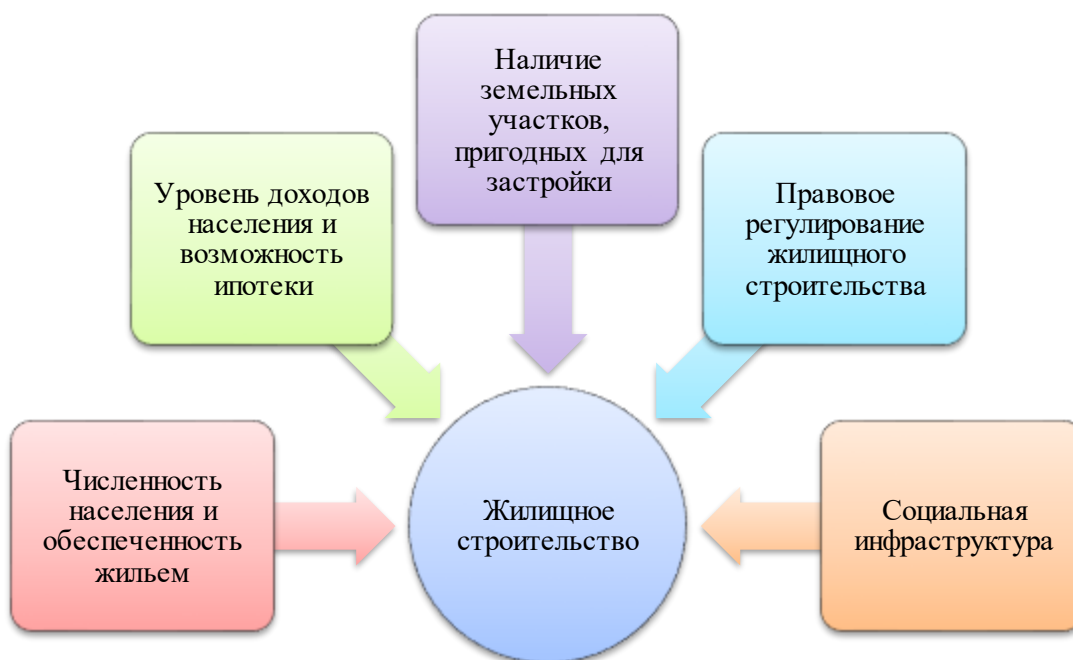 Наличие
земельных
участков,
пригодных для
застройки
Уровень доходов
населения и
возможность
ипотеки
Правовое
регулирование
жилищного
строительства
Численность
населения и
обеспеченность
жильем
Жилищное
строительство
Социальная
инфраструктура